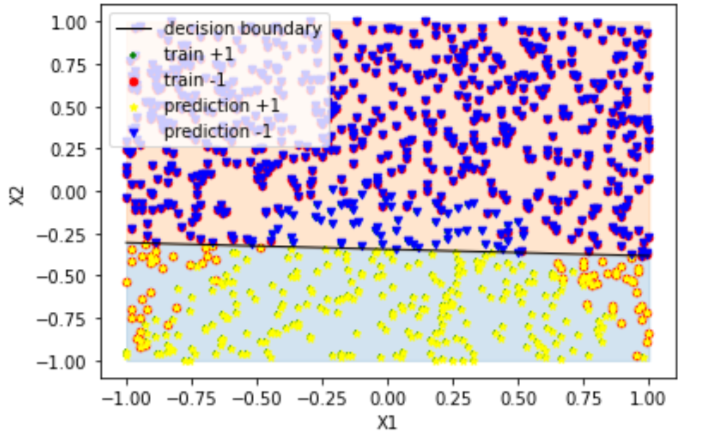 decision boundary
train +1
train -1
prediction +1
prediction -1
1.00
0.75
0.50
0.25
0.00
−0.25
−0.50
−0.75
−1.00
X2
−1.00 −0.75 −0.50 −0.25 0.00 0.25 0.50 0.75 1.00
X1